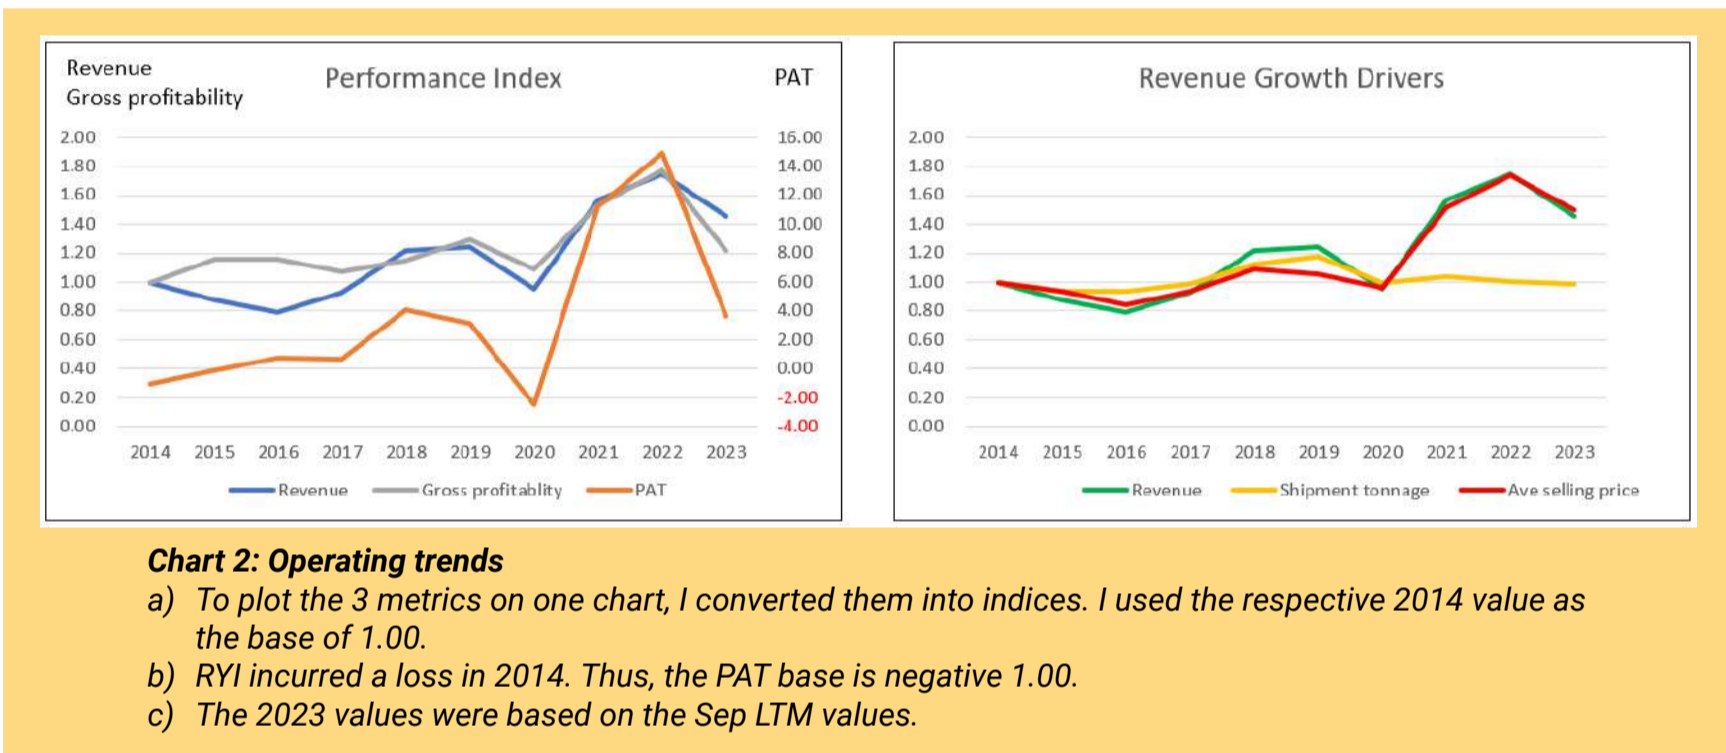 Revenue
Gross profitability
Performance Index
PAT
2.00
1.80
1.60
1.40
1.20
1.00
0.80
0.60
0.40
0.20
0.00
16.00
14.00
12.00
10.00
8.00
6.00
4.00
2.00
0.00
-2.00
-4.00
2014 2015 2016 2017 2018 2019 2020 2021 2022 2023
Revenue Gross profitablity PAT
Revenue Growth Drivers
2.00
1.80
1.60
1.40
1.20
1.00
0.80
0.60
0.40
0.20
0.00
2014 2015 2016 2017 2018 2019 2020 2021 2022 2023
Revenue Shipment tonnage Ave selling price
Chart 2: Operating trends
a) To plot the 3 metrics on one chart, I converted them into indices. I used the respective 2014 value as
the base of 1.00.
b) RYI incurred a loss in 2014. Thus, the PAT base is negative 1.00.
c) The 2023 values were based on the Sep LTM values.